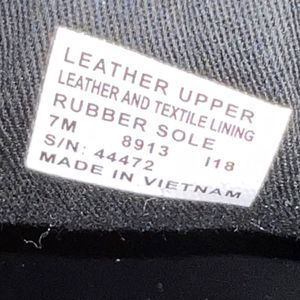 LEATHER UPPER
LEATHER AND TEXTILE LINING
RUBBER SOLE
7M 8913 I18
S/N: 44472
MADE IN VIETNAM